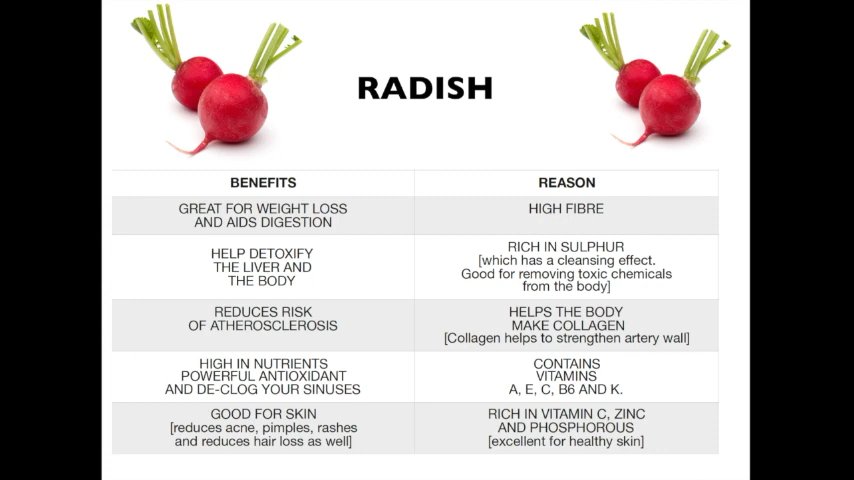 RADISH
BENEFITS
REASON
GREAT FOR WEIGHT LOSS
AND AIDS DIGESTION
HIGH FIBRE
HELP DETOXIFY
THE LIVER AND
THE BODY
RICH IN SULPHUR
[which has a cleansing effect.
Good for removing toxic chemicals
from the body]
REDUCES RISK
OF ATHEROSCLEROSIS
HELPS THE BODY
MAKE COLLAGEN
[Collagen helps to strengthen artery wall]
HIGH IN NUTRIENTS
POWERFUL ANTIOXIDANT
AND DE-CLOG YOUR SINUSES
CONTAINS
VITAMINS
A, E, C, B6 AND K.
GOOD FOR SKIN
[reduces acne, pimples, rashes
and reduces hair loss as well]
RICH IN VITAMIN C, ZINC
AND PHOSPHOROUS
[excellent for healthy skin]